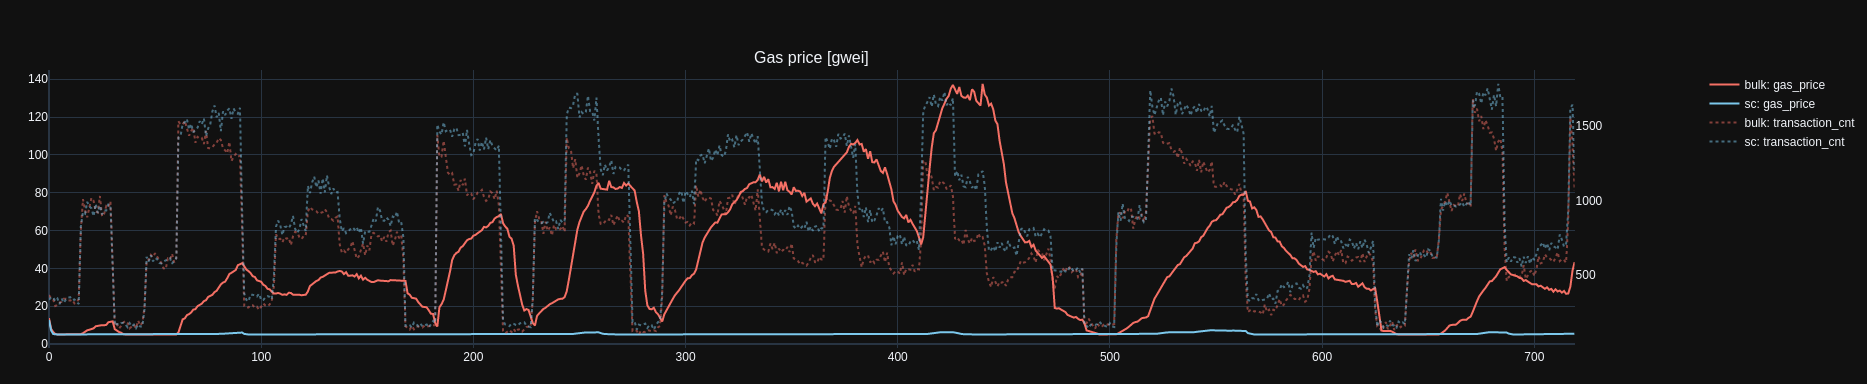 Gas price [gwei]
140
120
100
80
60
40
20
0
0 100 200 300 400 500 600 700
1500
1000
500
bulk: gas_price
sc: gas_price
bulk: transaction_cnt
sc: transaction_cnt